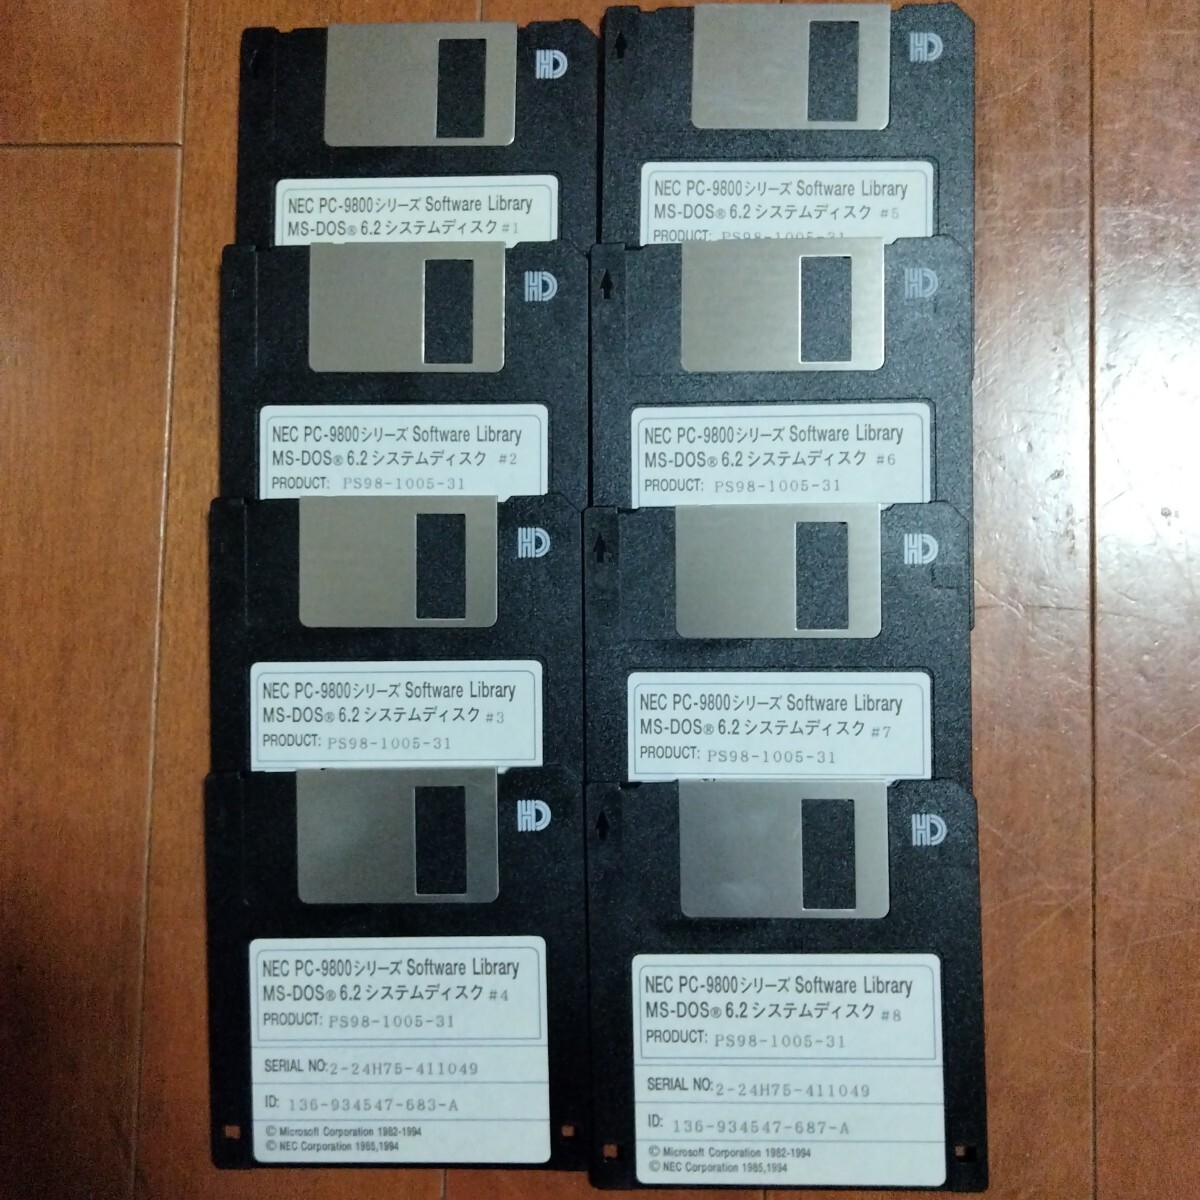 HD
NEC PC-9800シリーズ Software Library
MS-DOS® 6.2 システムディスク #1
HD
NEC PC-9800シリーズ Software Library
MS-DOS® 6.2 システムディスク #2
PRODUCT: PS98-1005-31
HD
NEC PC-9800シリーズ Software Library
MS-DOS® 6.2 システムディスク #3
PRODUCT: PS98-1005-31
HD
NEC PC-9800シリーズ Software Library
MS-DOS® 6.2 システムディスク #4
PRODUCT: PS98-1005-31
SERIAL NO: 2-24H75-411049
ID: 136-934547-683-A
© Microsoft Corporation 1982-1994
© NEC Corporation 1985,1994
HD
NEC PC-9800シリーズ Software Library
MS-DOS® 6.2 システムディスク #5
PRODUCT: PS98-1005-31
HD
NEC PC-9800シリーズ Software Library
MS-DOS® 6.2 システムディスク #6
PRODUCT: PS98-1005-31
HD
NEC PC-9800シリーズ Software Library
MS-DOS® 6.2 システムディスク #7
PRODUCT: PS98-1005-31
HD
NEC PC-9800シリーズ Software Library
MS-DOS® 6.2 システムディスク #8
PRODUCT: PS98-1005-31
SERIAL NO: 2-24H75-411049
ID: 136-934547-687-A
© Microsoft Corporation 1982-1994
© NEC Corporation 1985,1994